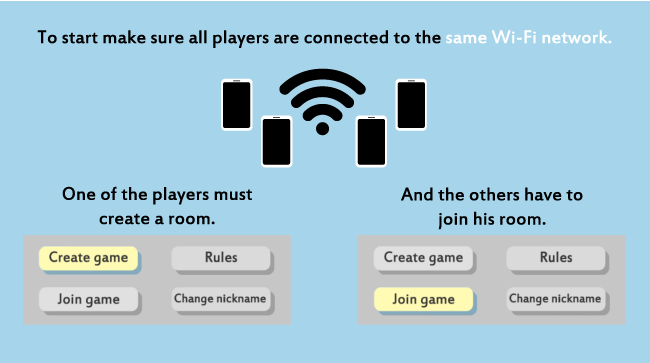 To start make sure all players are connected to the same Wi-Fi network.
One of the players must
create a room.
Create game
Rules
Join game
Change nickname
And the others have to
join his room.
Create game
Rules
Join game
Change nickname